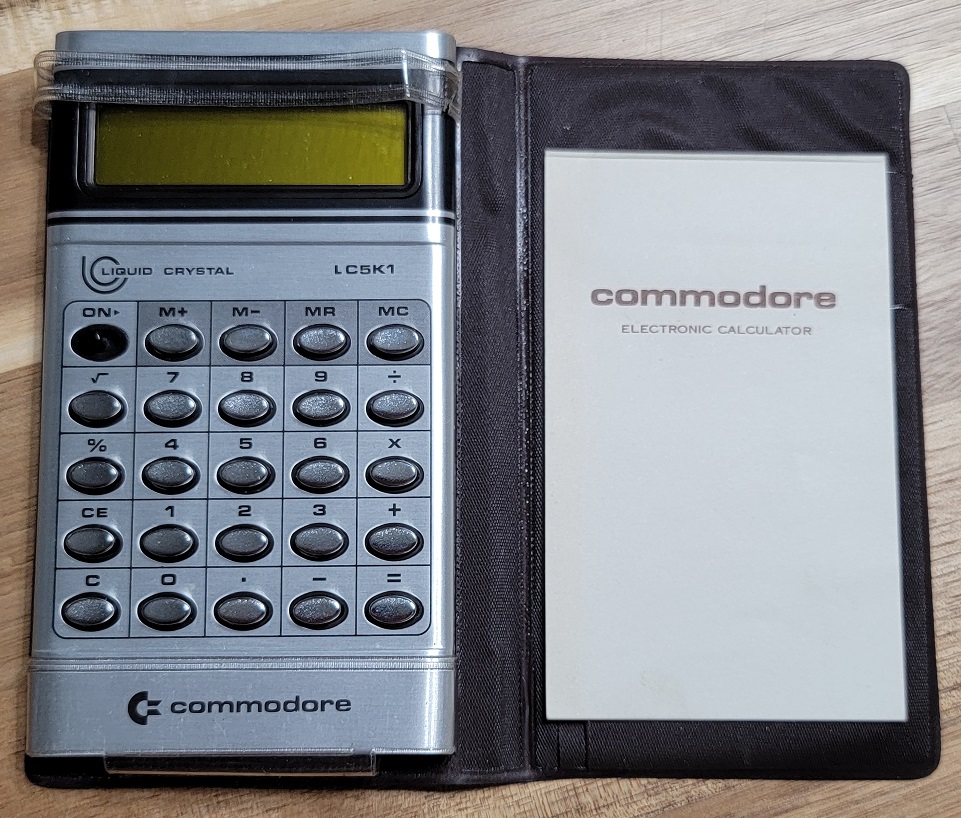 LIQUID CRYSTAL LC5K1
ON▸ M+ M− MR MC
√ 7 8 9 ÷
% 4 5 6 X
CE 1 2 3 +
C 0 . − =
commodore
commodore
ELECTRONIC CALCULATOR